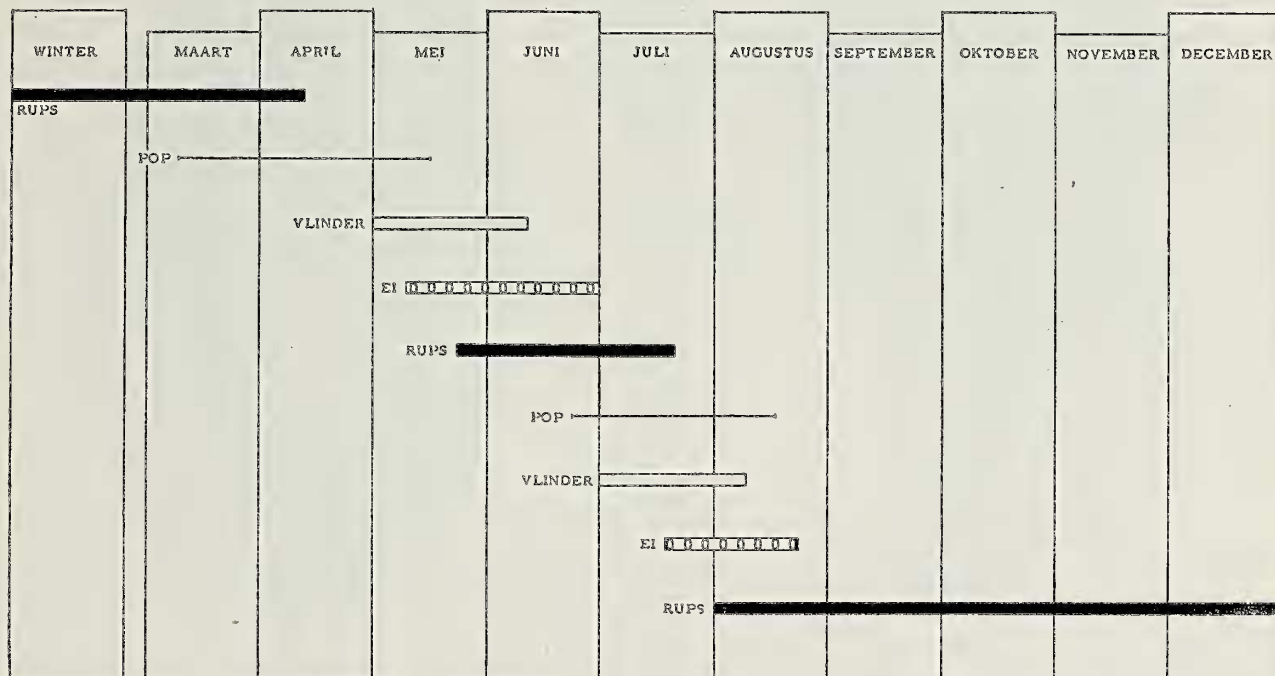 WINTER MAART APRIL MEI JUNI JULI AUGUSTUS SEPTEMBER OKTOBER NOVEMBER DECEMBER
RUPS
POP
VLINDER
EI
RUPS
POP
VLINDER
EI
RUPS